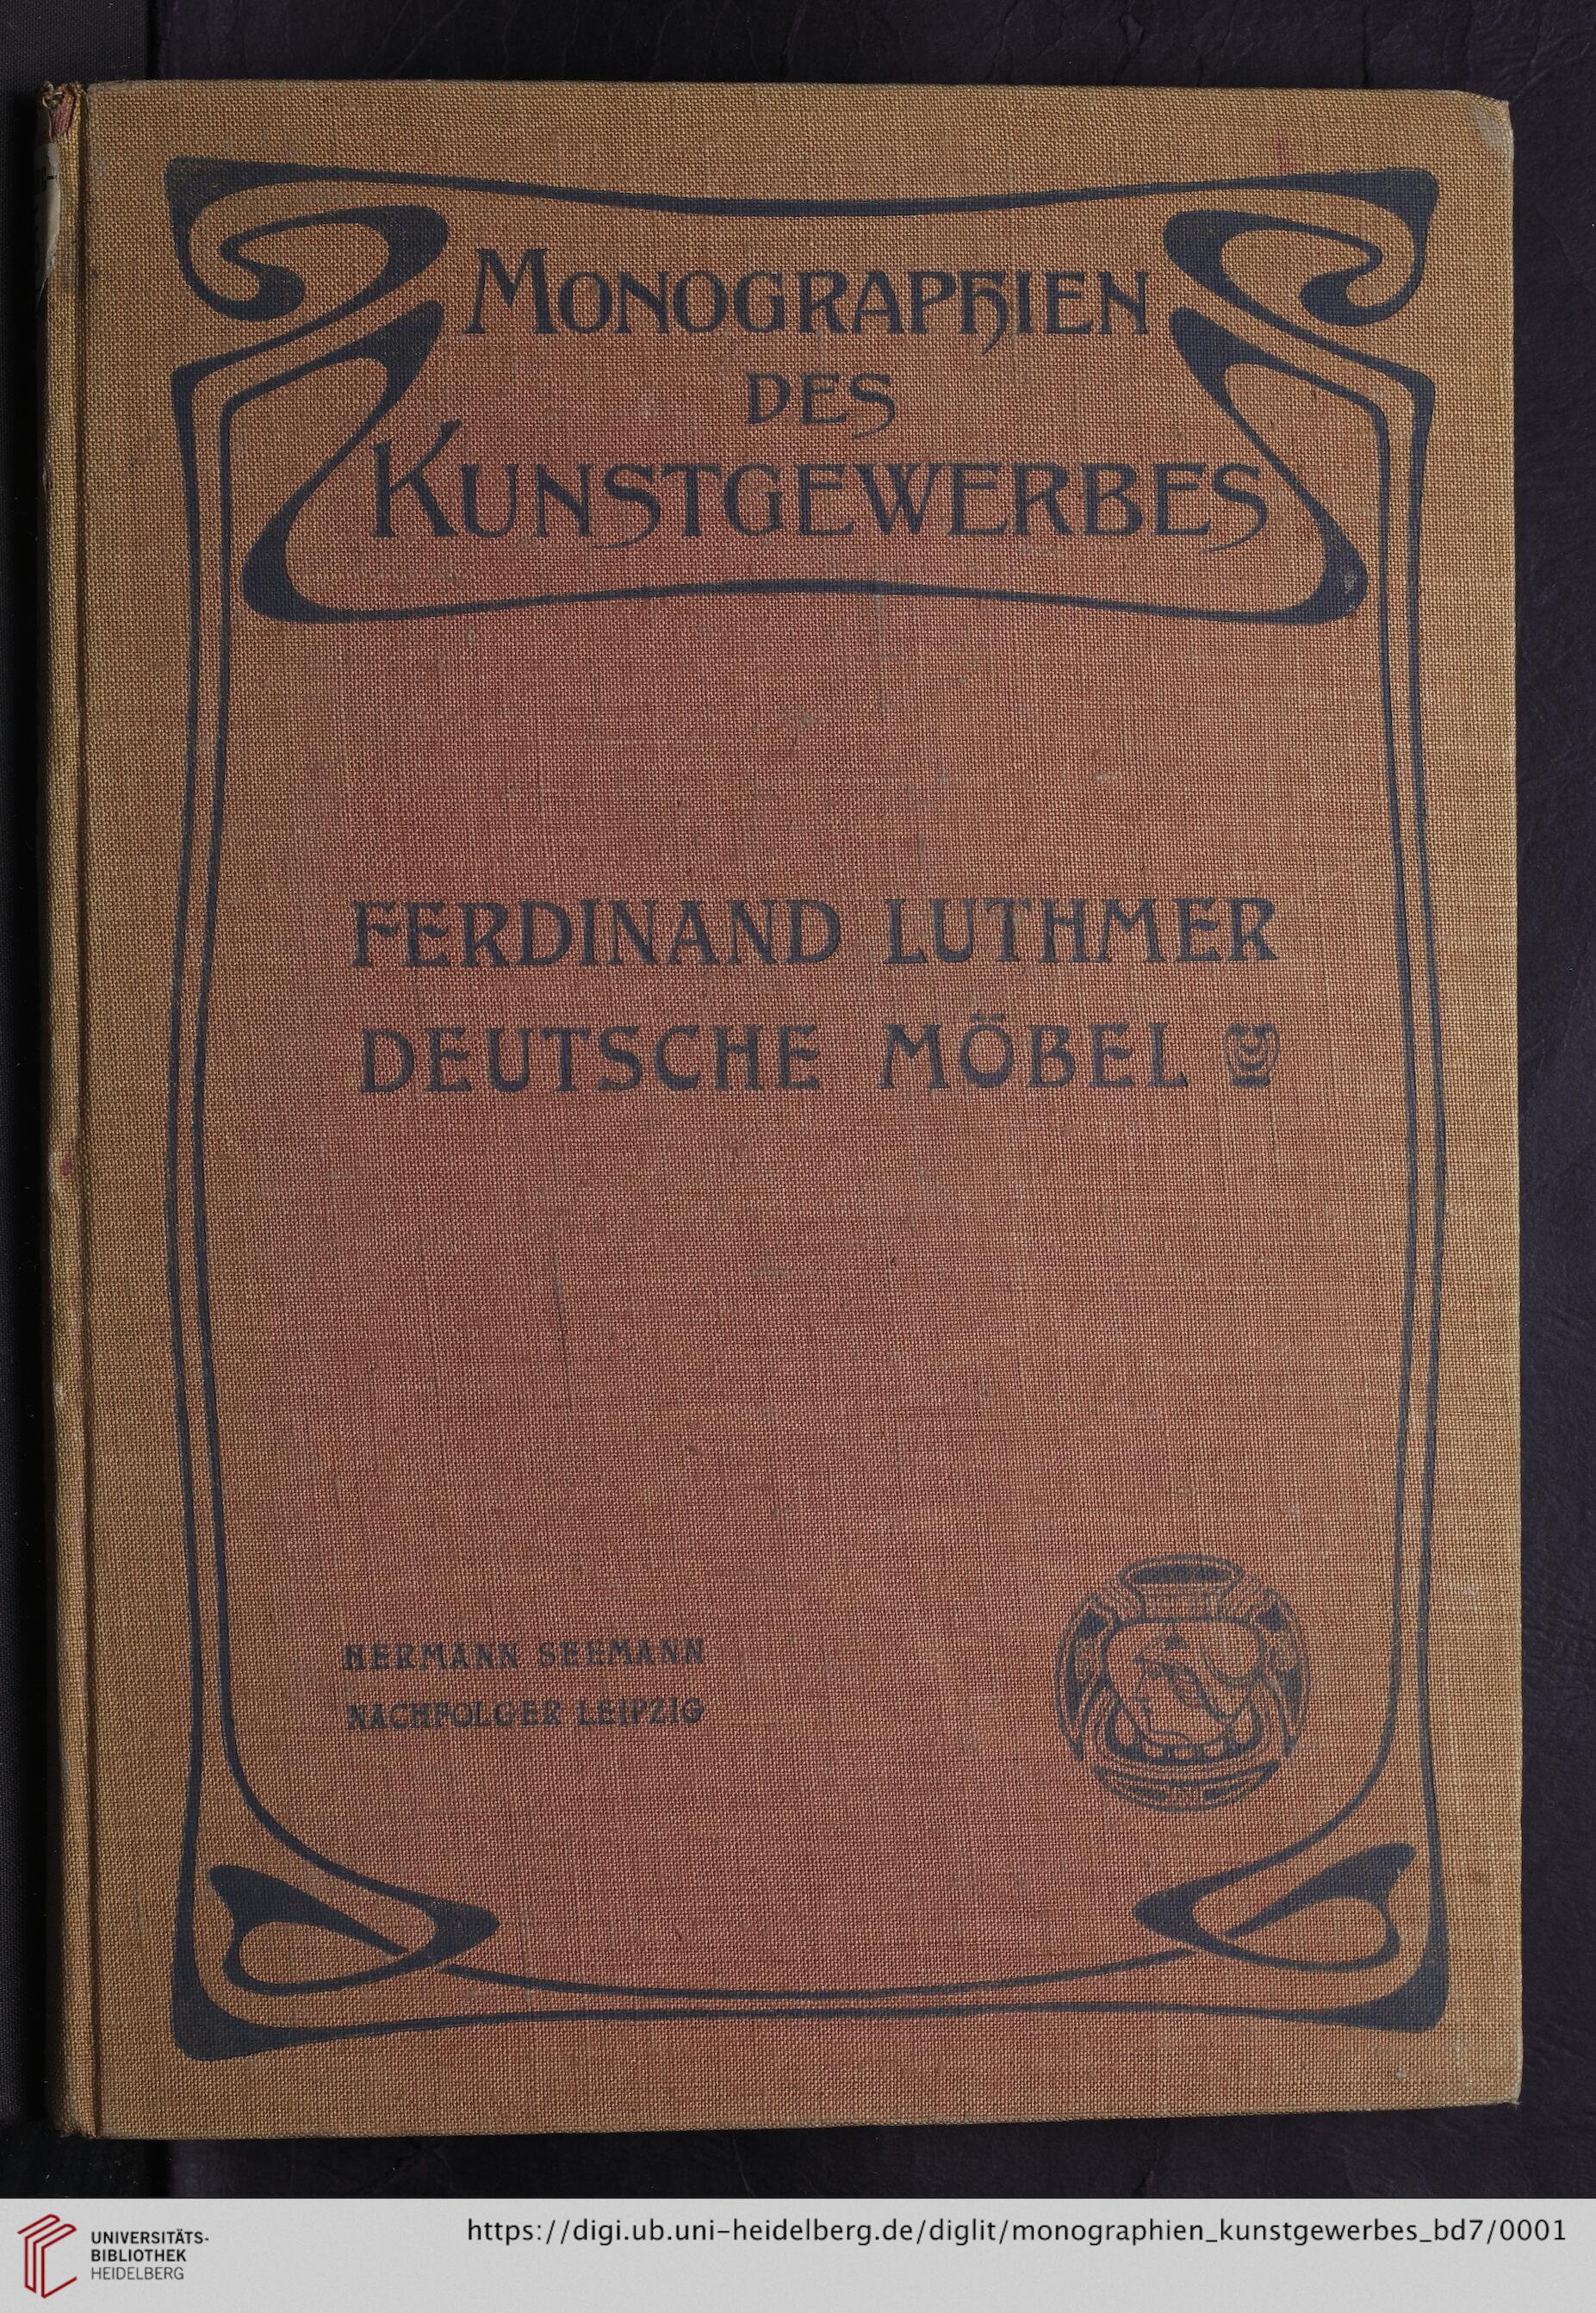 MONOGRAPHIEN
DES
KUNSTGEWERBES
FERDINAND LUTHMER
DEUTSCHE MÖBEL
HERMANN SEEMANN
NACHFOLGER LEIPZIG
UNIVERSITÄTS-
BIBLIOTHEK
HEIDELBERG
https://digi.ub.uni-heidelberg.de/diglit/monographien_kunstgewerbes_bd7/0001